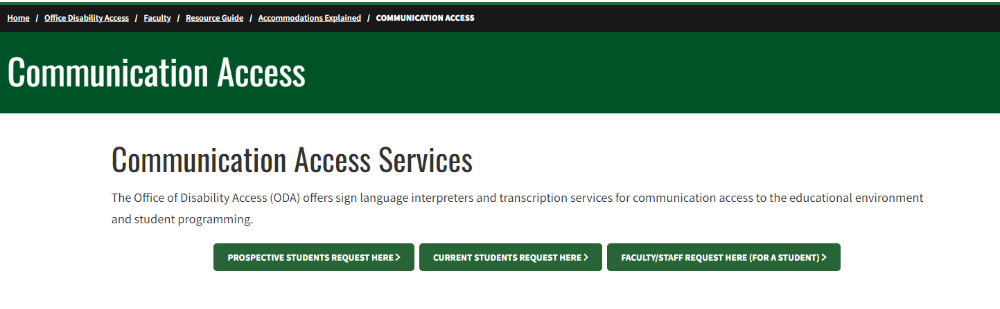 Home / Office Disability Access / Faculty / Resource Guide / Accommodations Explained / COMMUNICATION ACCESS
Communication Access
Communication Access Services
The Office of Disability Access (ODA) offers sign language interpreters and transcription services for communication access to the educational environment
and student programming.
PROSPECTIVE STUDENTS REQUEST HERE > CURRENT STUDENTS REQUEST HERE > FACULTY/STAFF REQUEST HERE (FOR A STUDENT) >